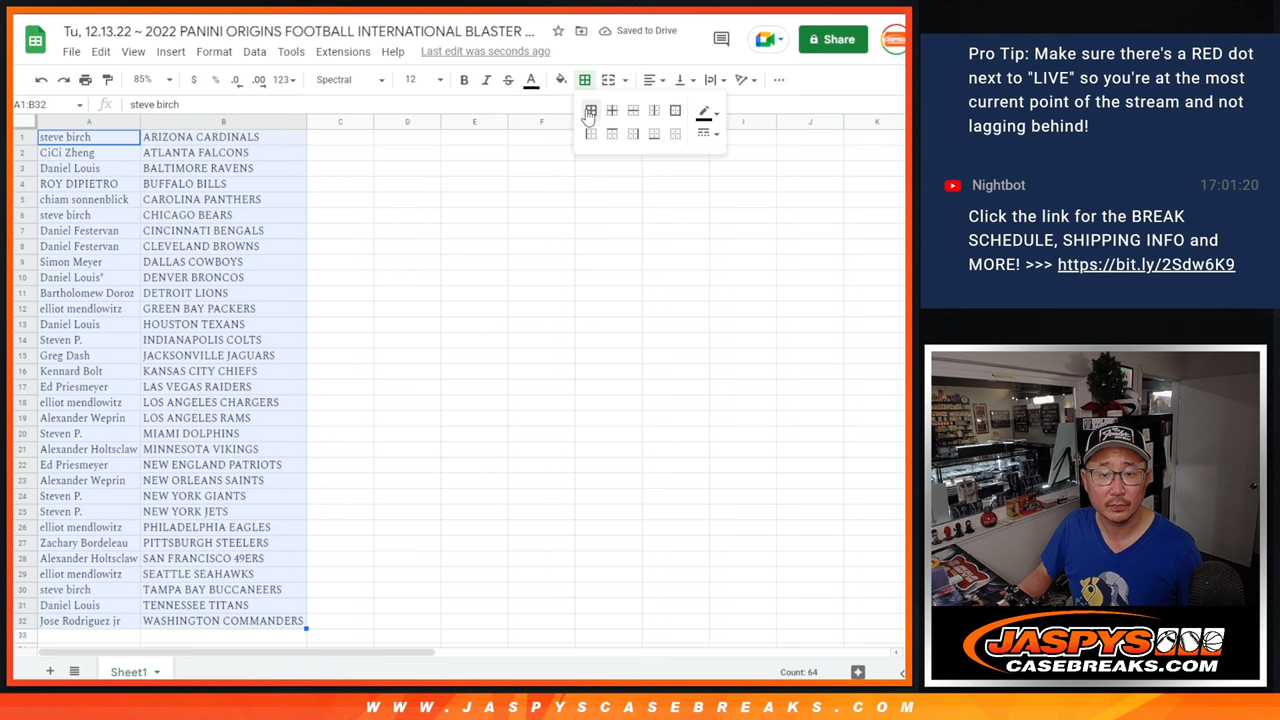 Tu, 12.13.22 ~ 2022 PANINI ORIGINS FOOTBALL INTERNATIONAL BLASTER ...
Saved to Drive
Share
File Edit View Insert Format Data Tools Extensions Help Last edit was seconds ago
85% $ % .0 .00 123 Spectral 12 B I S A
A1:B32 fx steve birch
A B C D E F I J K
1 steve birch ARIZONA CARDINALS
2 CiCi Zheng ATLANTA FALCONS
3 Daniel Louis BALTIMORE RAVENS
4 ROY DIPIETRO BUFFALO BILLS
5 chiam sonnenblick CAROLINA PANTHERS
6 steve birch CHICAGO BEARS
7 Daniel Festervan CINCINNATI BENGALS
8 Daniel Festervan CLEVELAND BROWNS
9 Simon Meyer DALLAS COWBOYS
10 Daniel Louis* DENVER BRONCOS
11 Bartholomew Doroz DETROIT LIONS
12 elliot mendlowitz GREEN BAY PACKERS
13 Daniel Louis HOUSTON TEXANS
14 Steven P. INDIANAPOLIS COLTS
15 Greg Dash JACKSONVILLE JAGUARS
16 Kennard Bolt KANSAS CITY CHIEFS
17 Ed Priesmeyer LAS VEGAS RAIDERS
18 elliot mendlowitz LOS ANGELES CHARGERS
19 Alexander Weprin LOS ANGELES RAMS
20 Steven P. MIAMI DOLPHINS
21 Alexander Holtsclaw MINNESOTA VIKINGS
22 Ed Priesmeyer NEW ENGLAND PATRIOTS
23 Alexander Weprin NEW ORLEANS SAINTS
24 Steven P. NEW YORK GIANTS
25 Steven P. NEW YORK JETS
26 elliot mendlowitz PHILADELPHIA EAGLES
27 Zachary Bordeleau PITTSBURGH STEELERS
28 Alexander Holtsclaw SAN FRANCISCO 49ERS
29 elliot mendlowitz SEATTLE SEAHAWKS
30 steve birch TAMPA BAY BUCCANEERS
31 Daniel Louis TENNESSEE TITANS
32 Jose Rodriguez jr WASHINGTON COMMANDERS
33
Sheet1
Count: 64
Pro Tip: Make sure there's a RED dot
next to "LIVE" so you're at the most
current point of the stream and not
lagging behind!
Nightbot 17:01:20
Click the link for the BREAK
SCHEDULE, SHIPPING INFO and
MORE! >>> https://bit.ly/2Sdw6K9
JASPYS
CASEBREAKS.COM
WWW.JASPYSCASEBREAKS.COM